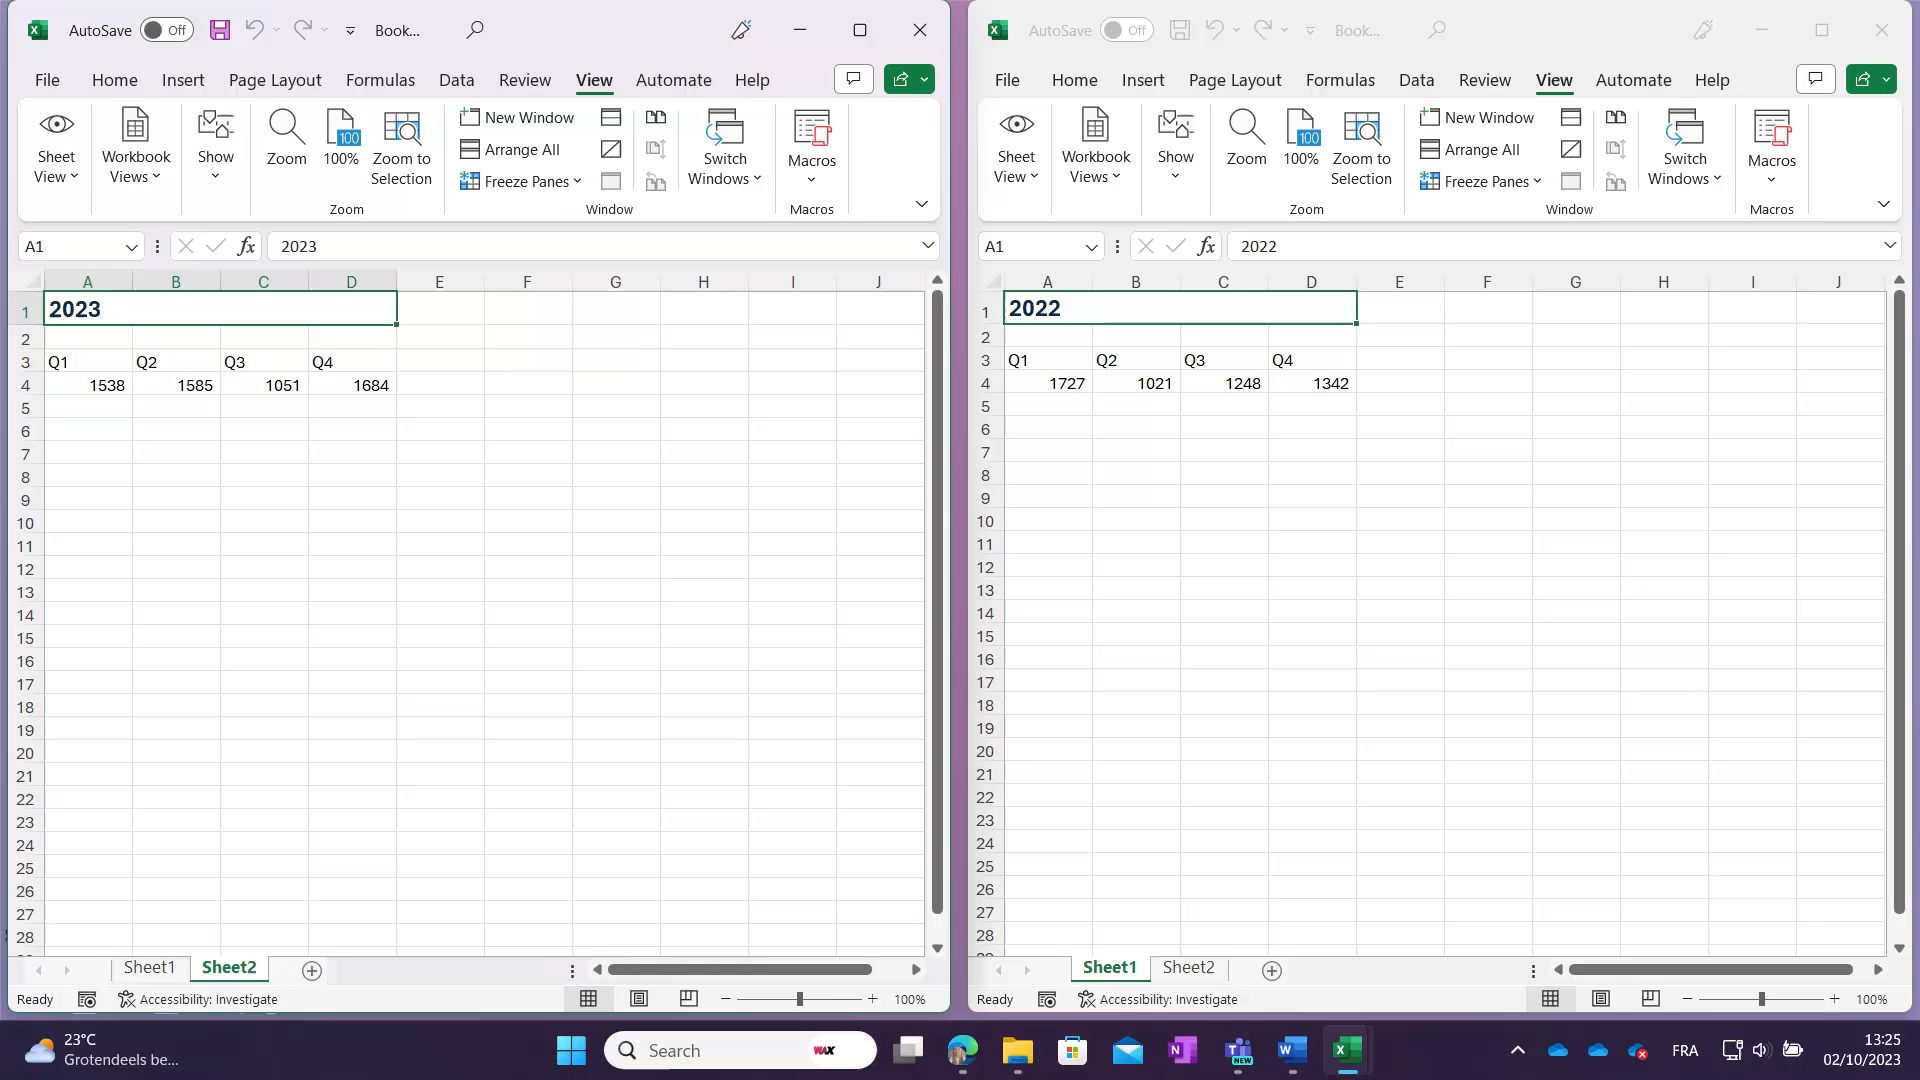 AutoSave Off Book...
File Home Insert Page Layout Formulas Data Review View Automate Help
Sheet View
Workbook Views
Show
Zoom
100
100%
Zoom to Selection
New Window
Arrange All
Freeze Panes
Switch Windows
Macros
Zoom Window Macros
A1 fx 2023
A B C D E F G H I J
1 2023
2
3 Q1 Q2 Q3 Q4
4 1538 1585 1051 1684
5
6
7
8
9
10
11
12
13
14
15
16
17
18
19
20
21
22
23
24
25
26
27
28
Sheet1 Sheet2
Ready Accessibility: Investigate 100%
AutoSave Off Book...
File Home Insert Page Layout Formulas Data Review View Automate Help
Sheet View
Workbook Views
Show
Zoom
100
100%
Zoom to Selection
New Window
Arrange All
Freeze Panes
Switch Windows
Macros
Zoom Window Macros
A1 fx 2022
A B C D E F G H I J
1 2022
2
3 Q1 Q2 Q3 Q4
4 1727 1021 1248 1342
5
6
7
8
9
10
11
12
13
14
15
16
17
18
19
20
21
22
23
24
25
26
27
28
Sheet1 Sheet2
Ready Accessibility: Investigate 100%
23°C
Grotendeels be...
Search WAX
NEW
FRA
13:25
02/10/2023